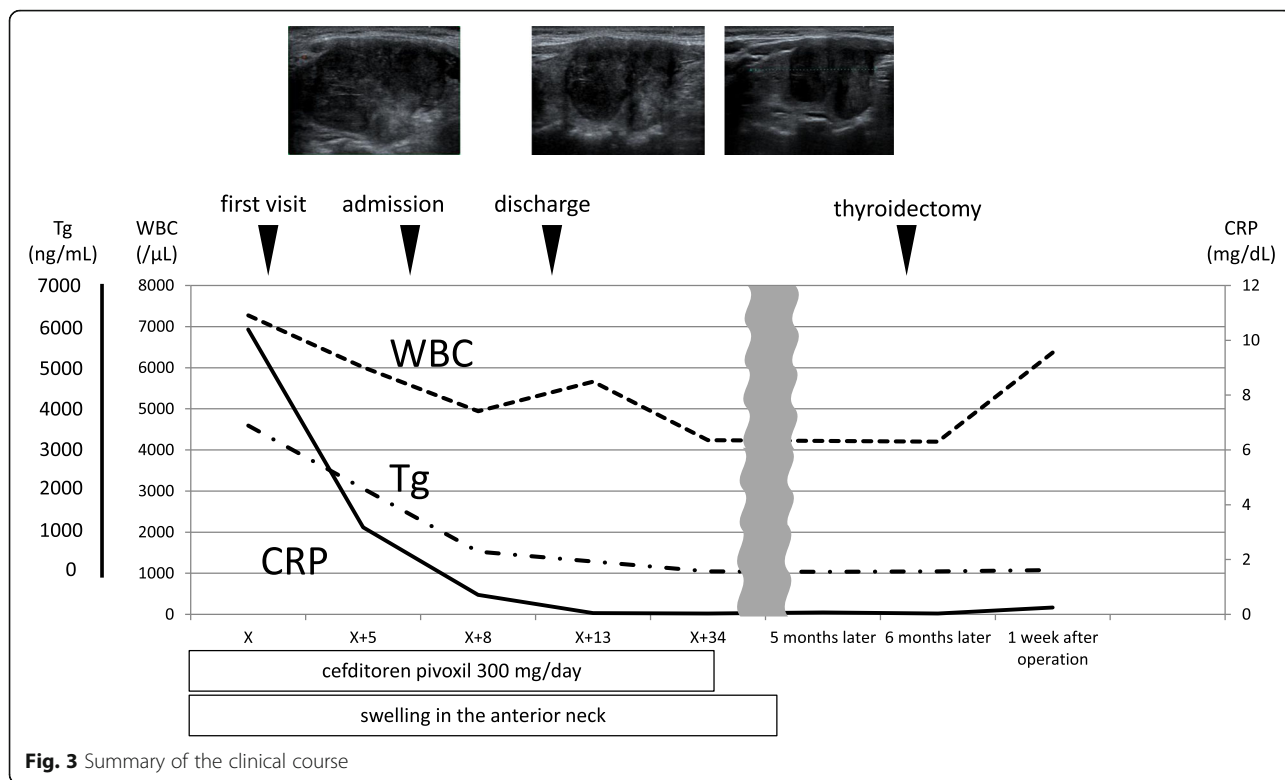 first visit admission discharge thyroidectomy
Tg WBC CRP
(ng/mL) (/μL) (mg/dL)
7000 8000 12
6000 7000 10
5000 6000
4000 5000 8
3000 4000 6
2000 3000 4
1000 2000
0 1000 2
0 0
WBC
Tg
CRP
X X+5 X+8 X+13 X+34 5 months later 6 months later 1 week after
operation
cefditoren pivoxil 300 mg/day
swelling in the anterior neck
Fig. 3 Summary of the clinical course